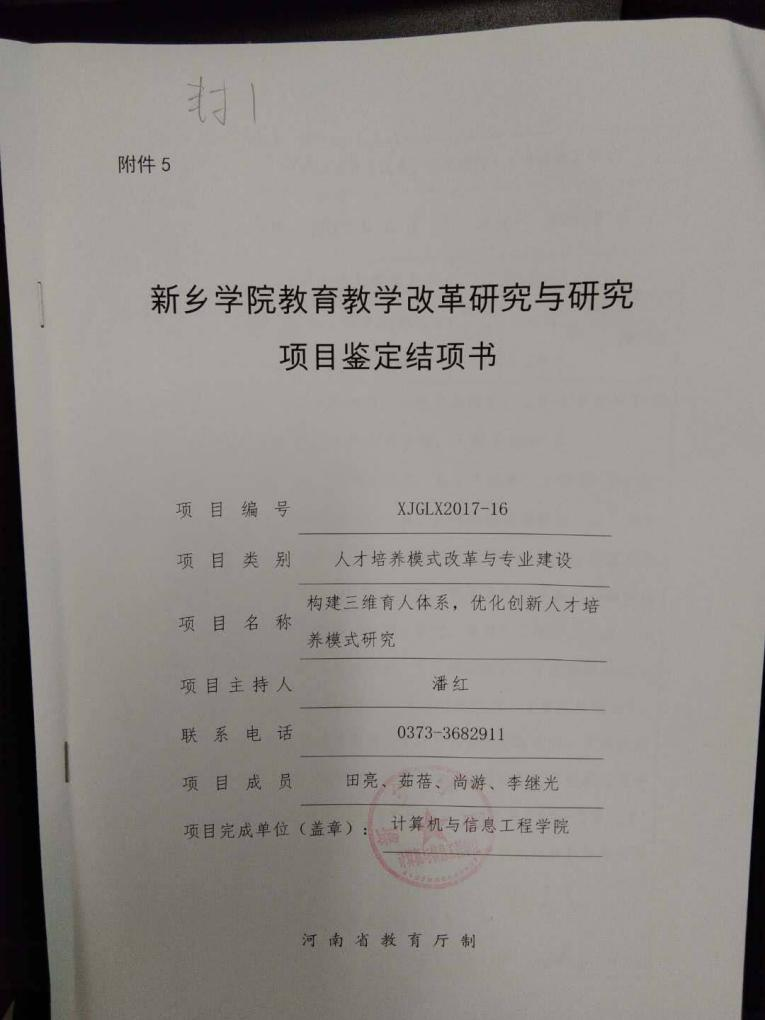 封1
附件 5
新乡学院教育教学改革研究与研究
项目鉴定结项书
项目编号 XJGLX2017-16
项目类别 人才培养模式改革与专业建设
项目名称 构建三维育人体系，优化创新人才培
养模式研究
项目主持人 潘红
联系电话 0373-3682911
项目成员 田亮、茹蓓、尚游、李继光
项目完成单位（盖章）：计算机与信息工程学院
河南省教育厅制